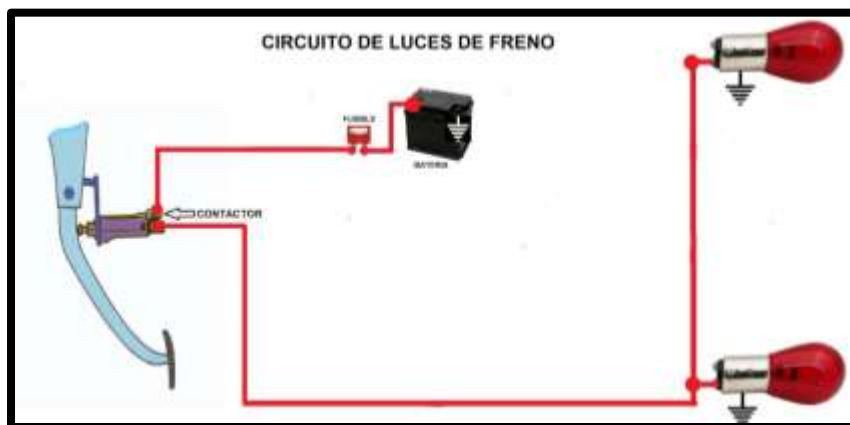 CIRCUITO DE LUCES DE FRENO
FUSIBLE
BATERIA
CONTACTOR